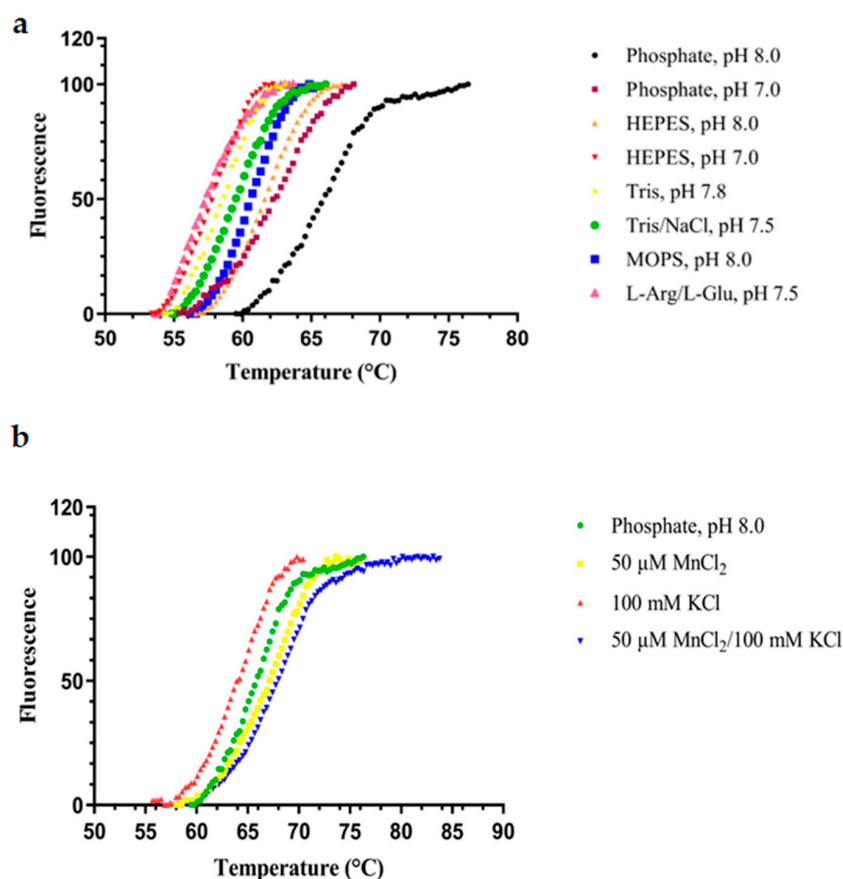 a
120
100
50
0
Fluorescence
50 55 60 65 70 75 80
Temperature (°C)
Phosphate, pH 8.0
Phosphate, pH 7.0
HEPES, pH 8.0
HEPES, pH 7.0
Tris, pH 7.8
Tris/NaCl, pH 7.5
MOPS, pH 8.0
L-Arg/L-Glu, pH 7.5
b
120
100
50
0
Fluorescence
50 55 60 65 70 75 80 85 90
Temperature (°C)
Phosphate, pH 8.0
50 µM MnCl₂
100 mM KCl
50 µM MnCl₂/100 mM KCl